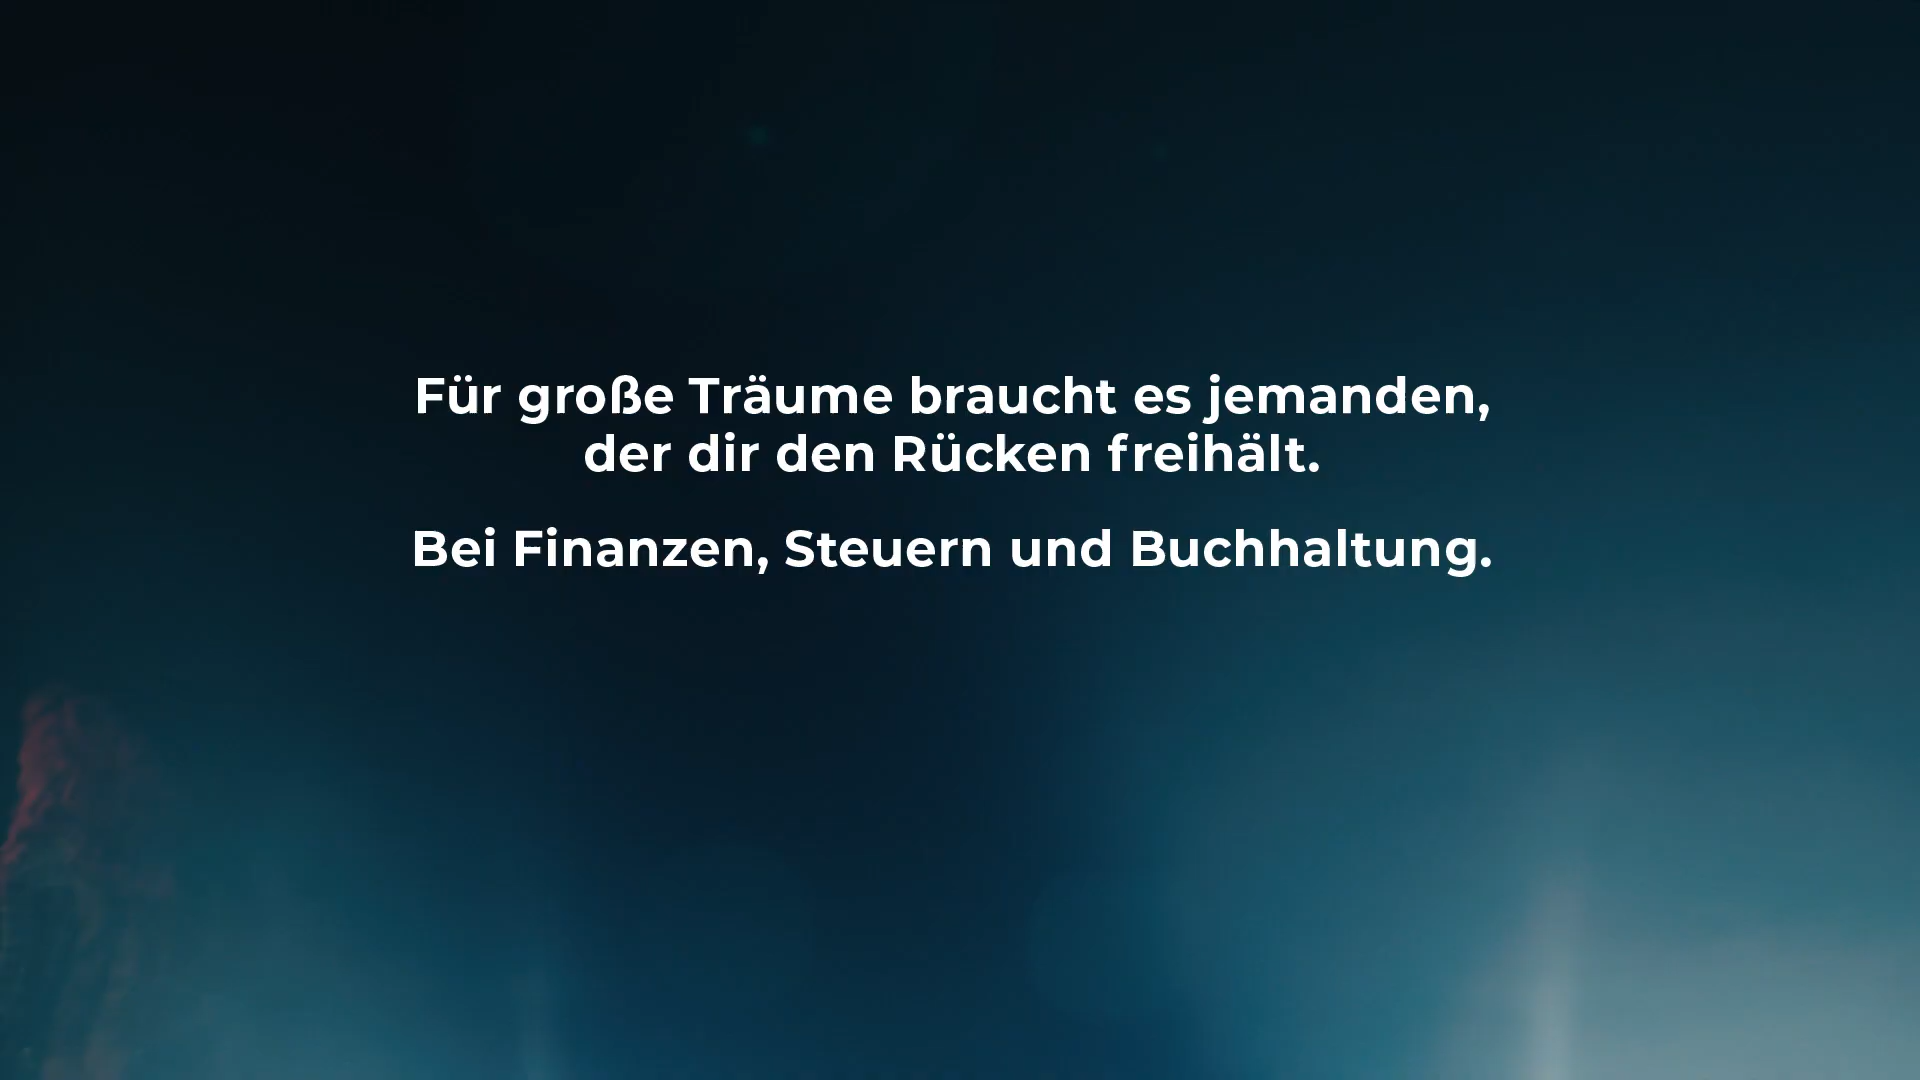 Für große Träume braucht es jemanden,
der dir den Rücken freihält.
Bei Finanzen, Steuern und Buchhaltung.